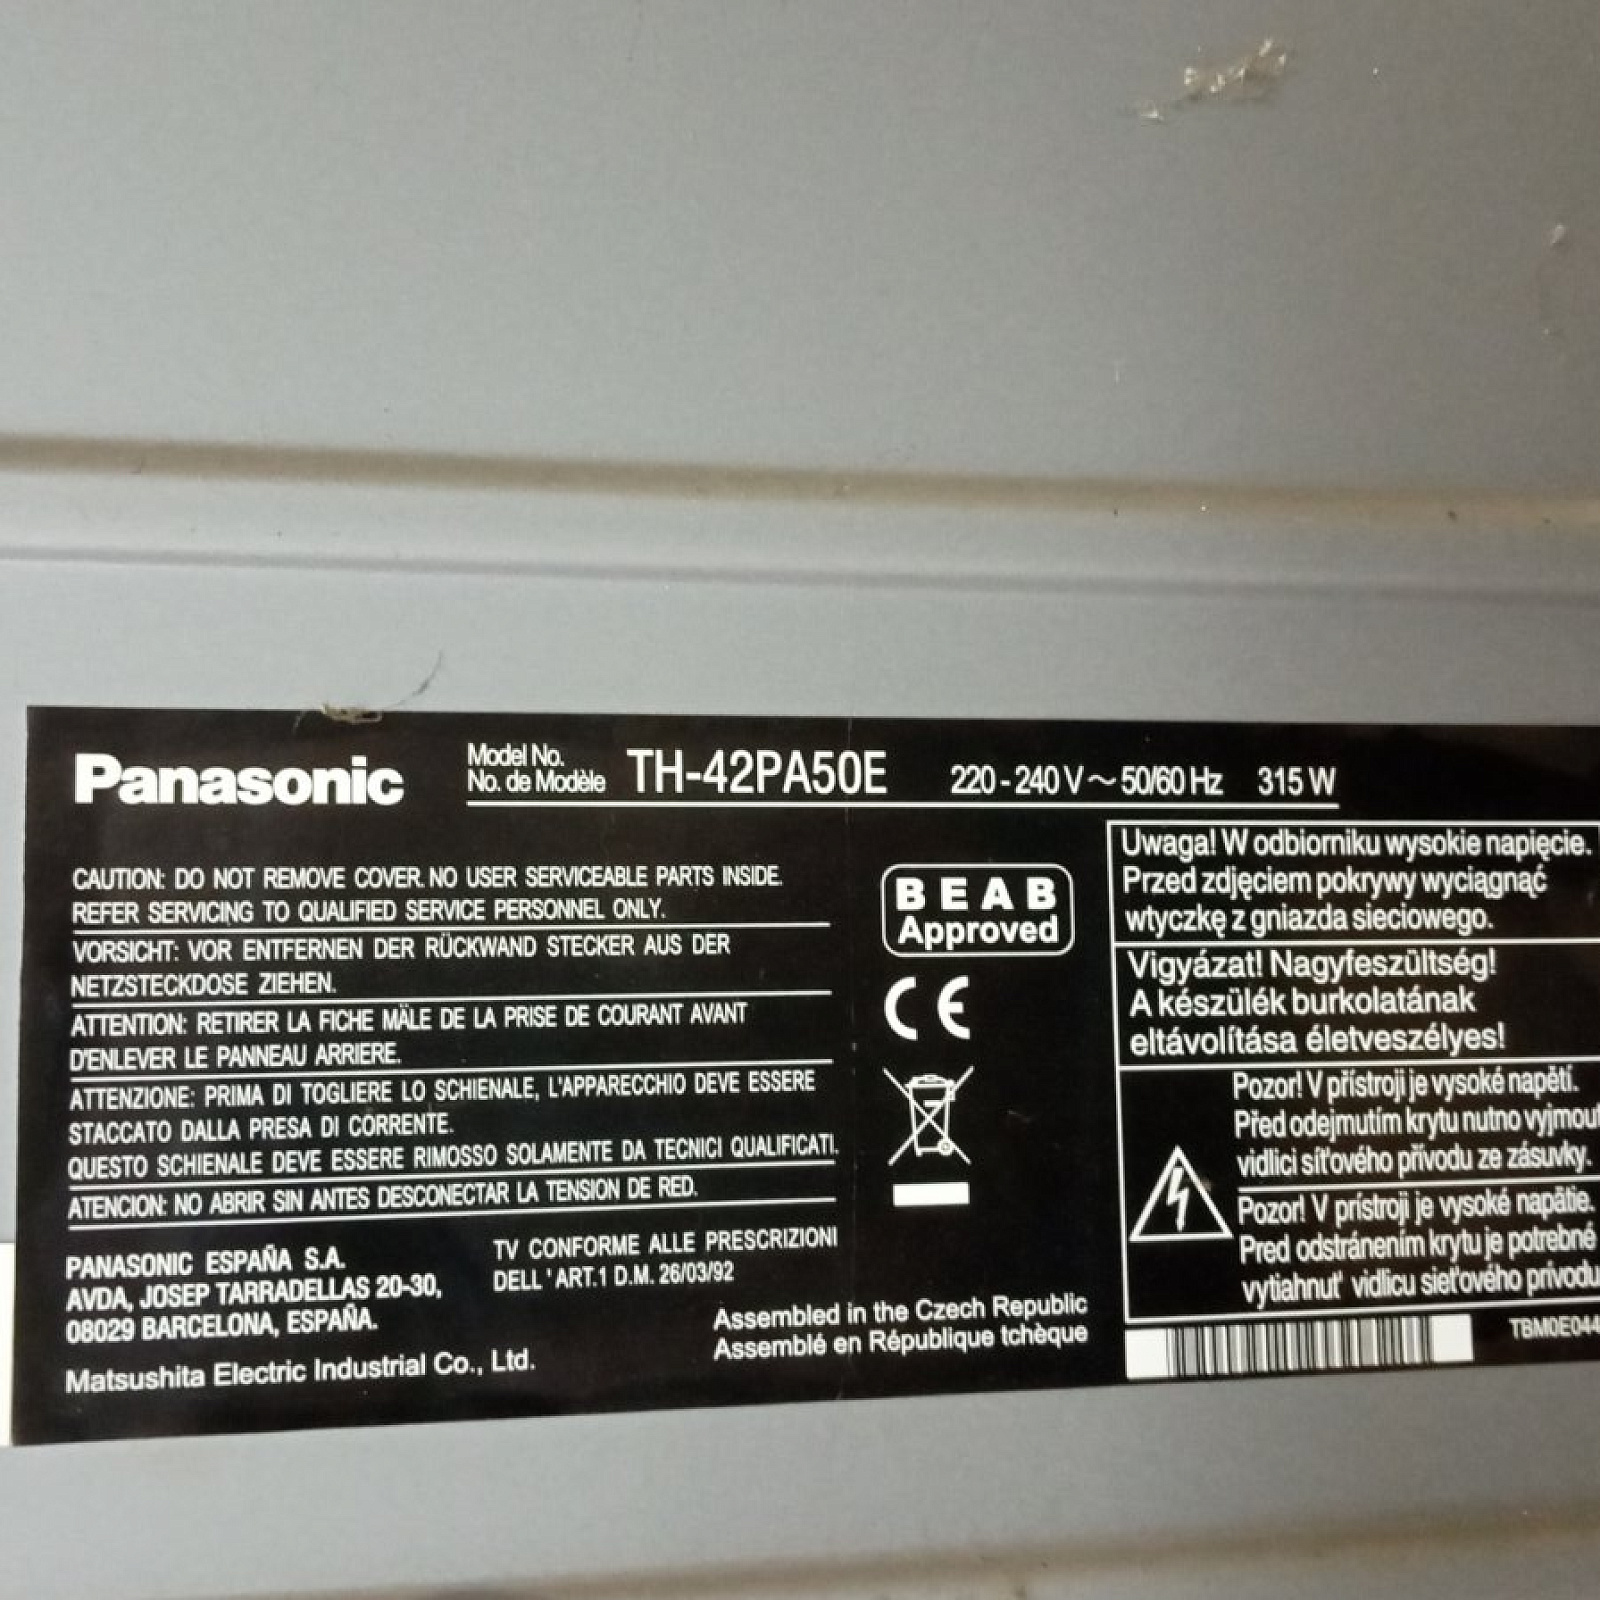 Panasonic
Model No.
No. de Modèle
TH-42PA50E
220 - 240 V ~ 50/60 Hz 315 W
CAUTION: DO NOT REMOVE COVER. NO USER SERVICEABLE PARTS INSIDE.
REFER SERVICING TO QUALIFIED SERVICE PERSONNEL ONLY.
VORSICHT: VOR ENTFERNEN DER RÜCKWAND STECKER AUS DER
NETZSTECKDOSE ZIEHEN.
ATTENTION: RETIRER LA FICHE MÂLE DE LA PRISE DE COURANT AVANT
D'ENLEVER LE PANNEAU ARRIERE.
ATTENZIONE: PRIMA DI TOGLIERE LO SCHIENALE, L'APPARECCHIO DEVE ESSERE
STACCATO DALLA PRESA DI CORRENTE.
QUESTO SCHIENALE DEVE ESSERE RIMOSSO SOLAMENTE DA TECNICI QUALIFICATI.
ATENCION: NO ABRIR SIN ANTES DESCONECTAR LA TENSION DE RED.
PANASONIC ESPAÑA S.A.
AVDA, JOSEP TARRADELLAS 20-30,
08029 BARCELONA, ESPAÑA.
Matsushita Electric Industrial Co., Ltd.
TV CONFORME ALLE PRESCRIZIONI
DELL' ART.1 D.M. 26/03/92
Assembled in the Czech Republic
Assemblé en République tchèque
BEAB
Approved
CE
Uwaga! W odbiorniku wysokie napięcie.
Przed zdjęciem pokrywy wyciągnąć
wtyczkę z gniazda sieciowego.
Vigyázat! Nagyfeszültség!
A készülék burkolatának
eltávolítása életveszélyes!
Pozor! V přístroji je vysoké napětí.
Před odejmutím krytu nutno vyjmout
vidlici síťového přívodu ze zásuvky.
Pozor! V prístroji je vysoké napätie.
Pred odstránením krytu je potrebné
vytiahnuť vidlicu sieťového prívodu
TBM0E044